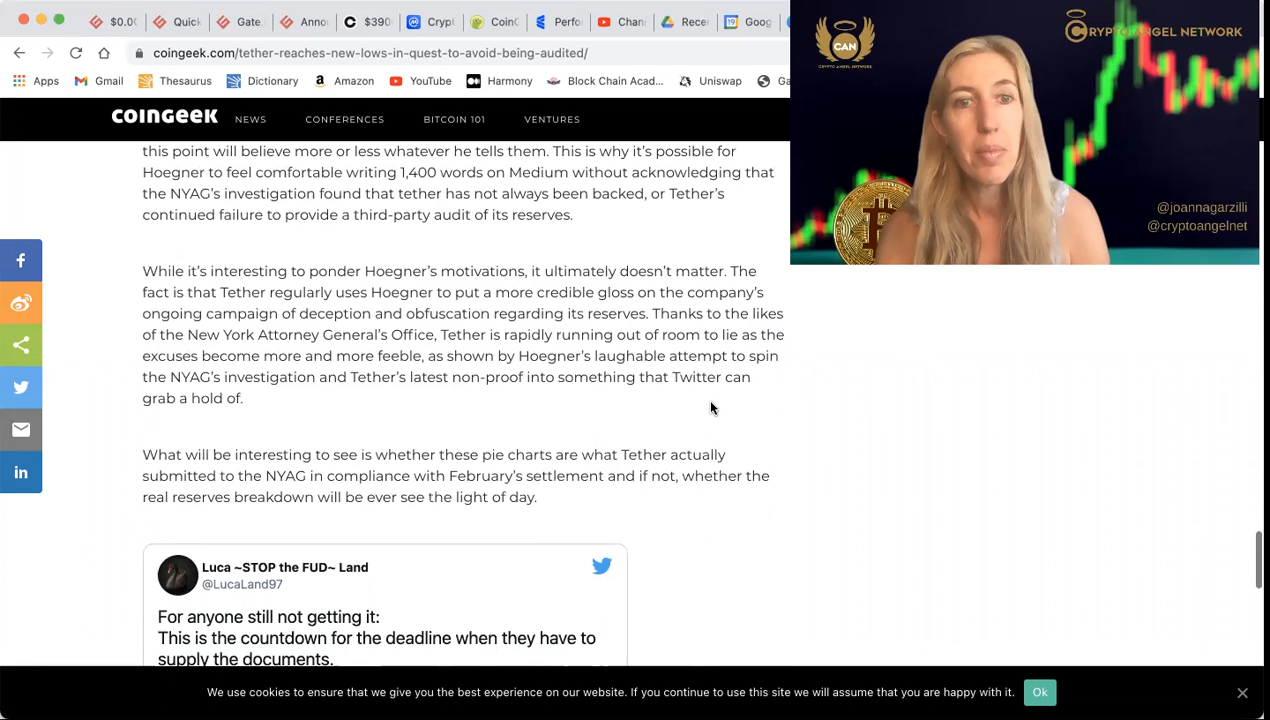 $0.00
Quick
Gate.
Annou
$390
Crypt
CoinG
Perfo
Chan
Recen
Goog
coingeek.com/tether-reaches-new-lows-in-quest-to-avoid-being-audited/
Apps
Gmail
Thesaurus
Dictionary
Amazon
YouTube
Harmony
Block Chain Acad...
Uniswap
Ga
CAN
CRYPTO ANGEL NETWORK
CRYPTO ANGEL NETWORK
@joannagarzilli
@cryptoangelnet
COINGEEK
NEWS
CONFERENCES
BITCOIN 101
VENTURES
this point will believe more or less whatever he tells them. This is why it's possible for
Hoegner to feel comfortable writing 1,400 words on Medium without acknowledging that
the NYAG's investigation found that tether has not always been backed, or Tether's
continued failure to provide a third-party audit of its reserves.
While it's interesting to ponder Hoegner's motivations, it ultimately doesn't matter. The
fact is that Tether regularly uses Hoegner to put a more credible gloss on the company's
ongoing campaign of deception and obfuscation regarding its reserves. Thanks to the likes
of the New York Attorney General's Office, Tether is rapidly running out of room to lie as the
excuses become more and more feeble, as shown by Hoegner's laughable attempt to spin
the NYAG's investigation and Tether's latest non-proof into something that Twitter can
grab a hold of.
What will be interesting to see is whether these pie charts are what Tether actually
submitted to the NYAG in compliance with February's settlement and if not, whether the
real reserves breakdown will be ever see the light of day.
Luca ~STOP the FUD~ Land
@LucaLand97
For anyone still not getting it:
This is the countdown for the deadline when they have to
supply the documents.
We use cookies to ensure that we give you the best experience on our website. If you continue to use this site we will assume that you are happy with it.
Ok